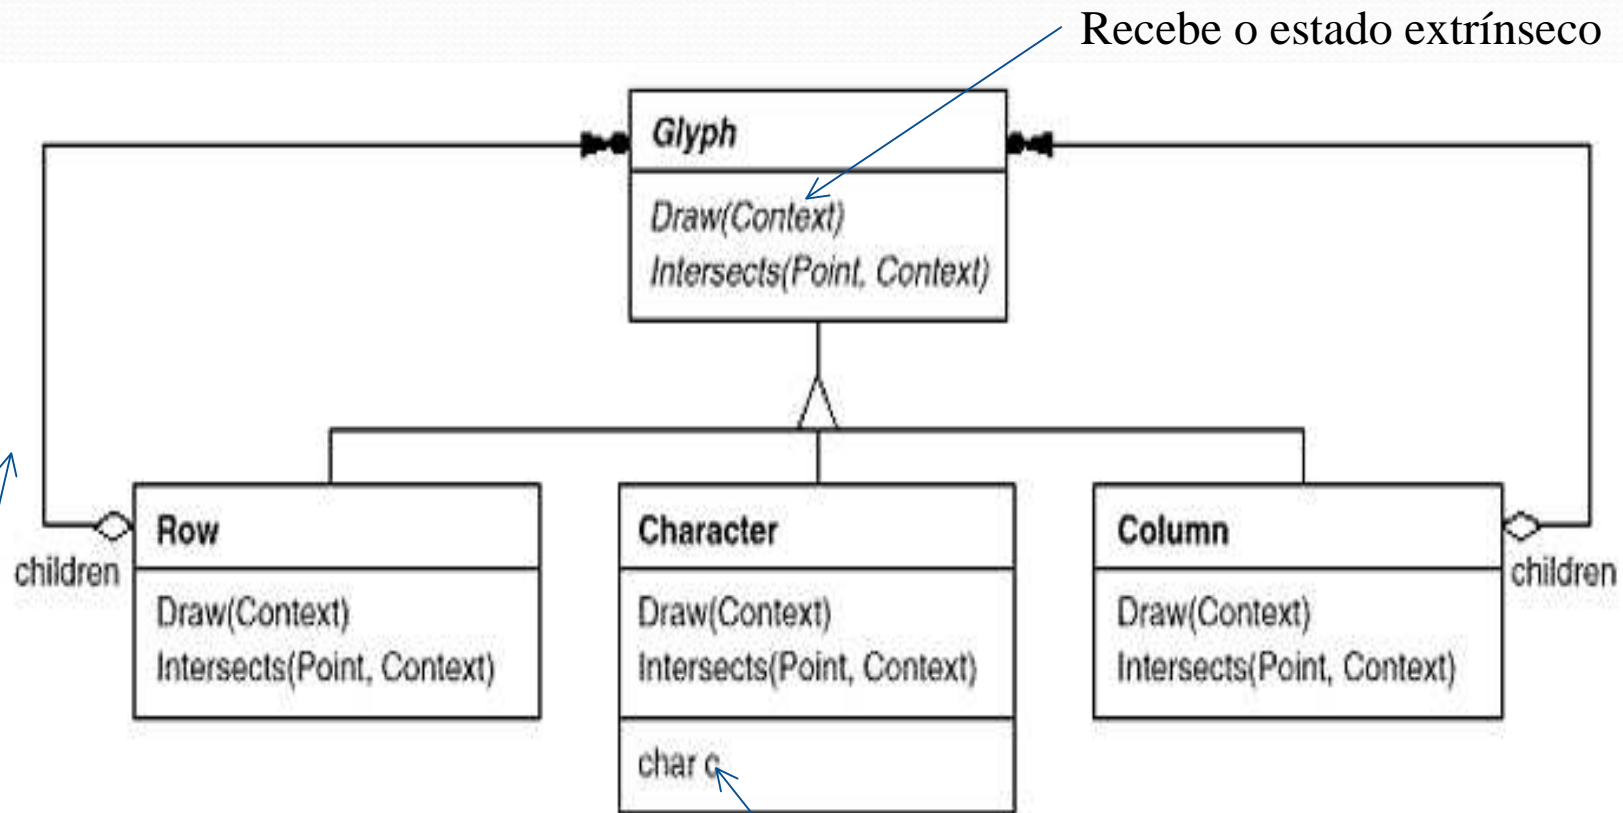 Recebe o estado extrínseco
Glyph
Draw(Context)
Intersects(Point, Context)
children
Row
Draw(Context)
Intersects(Point, Context)
Character
Draw(Context)
Intersects(Point, Context)
char c
Column
Draw(Context)
Intersects(Point, Context)
children